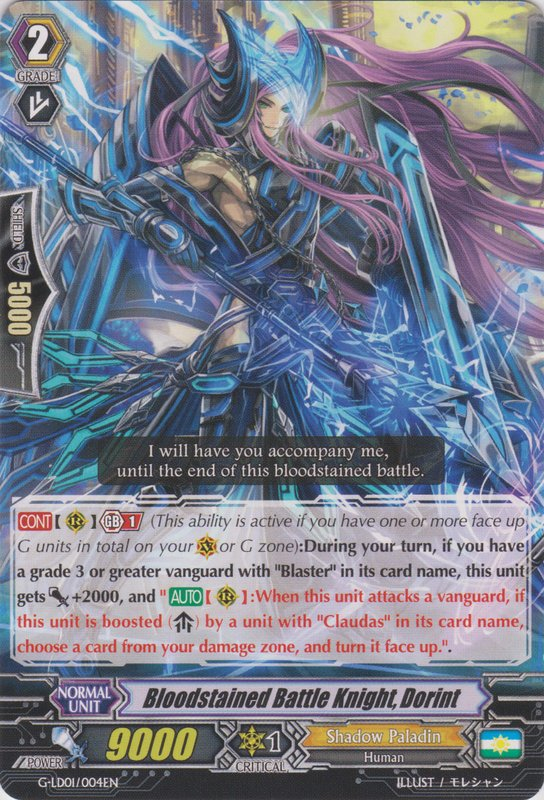 2
GRADE
SHIELD
5000
I will have you accompany me,
until the end of this bloodstained battle.
CONT【 R 】GB 1 (This ability is active if you have one or more face up
G units in total on your V or G zone):During your turn, if you have
a grade 3 or greater vanguard with "Blaster" in its card name, this unit
gets +2000, and " AUTO【 R 】:When this unit attacks a vanguard, if
this unit is boosted ( ) by a unit with "Claudas" in its card name,
choose a card from your damage zone, and turn it face up.".
NORMAL
UNIT
Bloodstained Battle Knight, Dorint
POWER
9000
1
CRITICAL
Shadow Paladin
Human
G-LD01/004EN
ILLUST / モレシャン